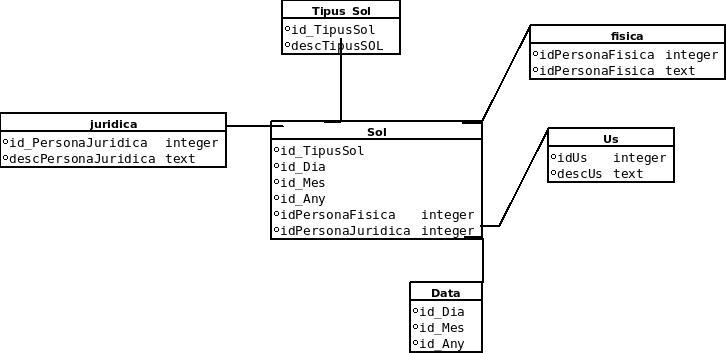 Tipus Sol
id_TipusSol
descTipusSOL
fisica
idPersonaFisica integer
idPersonaFisica text
juridica
id_PersonaJuridica integer
descPersonaJuridica text
Sol
id_TipusSol
id_Dia
id_Mes
id_Any
idPersonaFisica integer
idPersonaJuridica integer
Us
idUs integer
descUs text
Data
id_Dia
id_Mes
id_Any